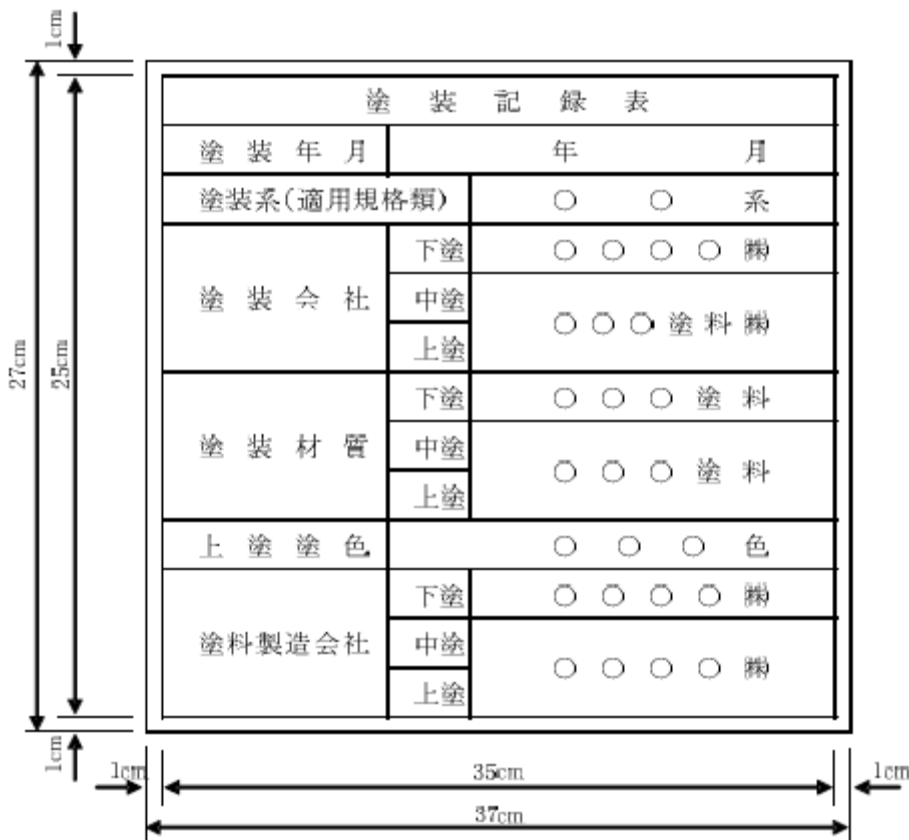 1cm
塗装記録表
塗装年月 年 月
塗装系(適用規格類) ○ ○ 系
下塗 ○○○○㈱
塗装会社 中塗 ○○○塗料㈱
上塗
下塗 ○○○塗料
塗装材質 中塗 ○○○塗料
上塗
上塗塗色 ○○○色
下塗 ○○○○㈱
塗料製造会社 中塗 ○○○○㈱
上塗
27cm
25cm
1cm
1cm
35cm
1cm
37cm